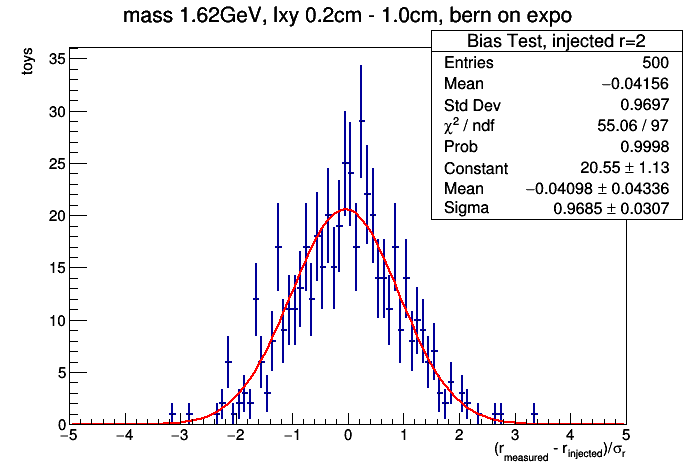 mass 1.62GeV, lxy 0.2cm - 1.0cm, bern on expo
toys
Bias Test, injected r=2
Entries 500
Mean −0.04156
Std Dev 0.9697
χ² / ndf 55.06 / 97
Prob 0.9998
Constant 20.55 ± 1.13
Mean −0.04098 ± 0.04336
Sigma 0.9685 ± 0.0307
35
30
25
20
15
10
5
0
−5 −4 −3 −2 −1 0 1 2 3 4 5
(r_measured - r_injected)/σ_r